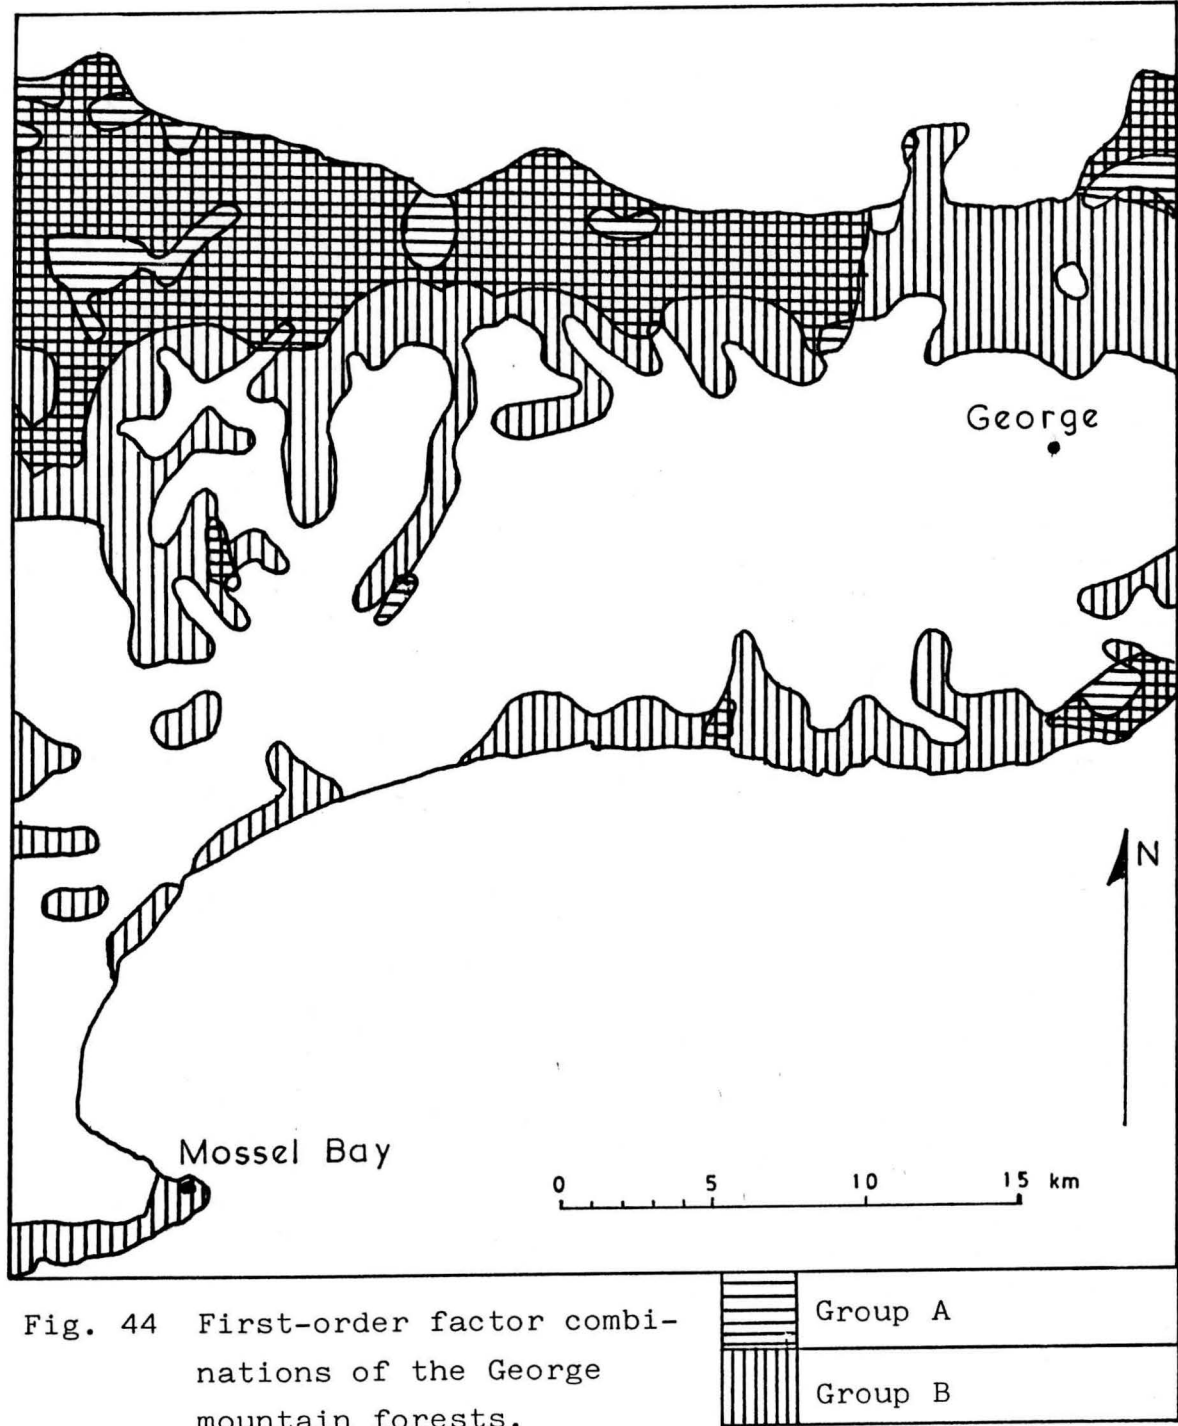 George
N
Mossel Bay
0 5 10 15 km
Fig. 44 First-order factor combi-
nations of the George
mountain forests.
Group A
Group B